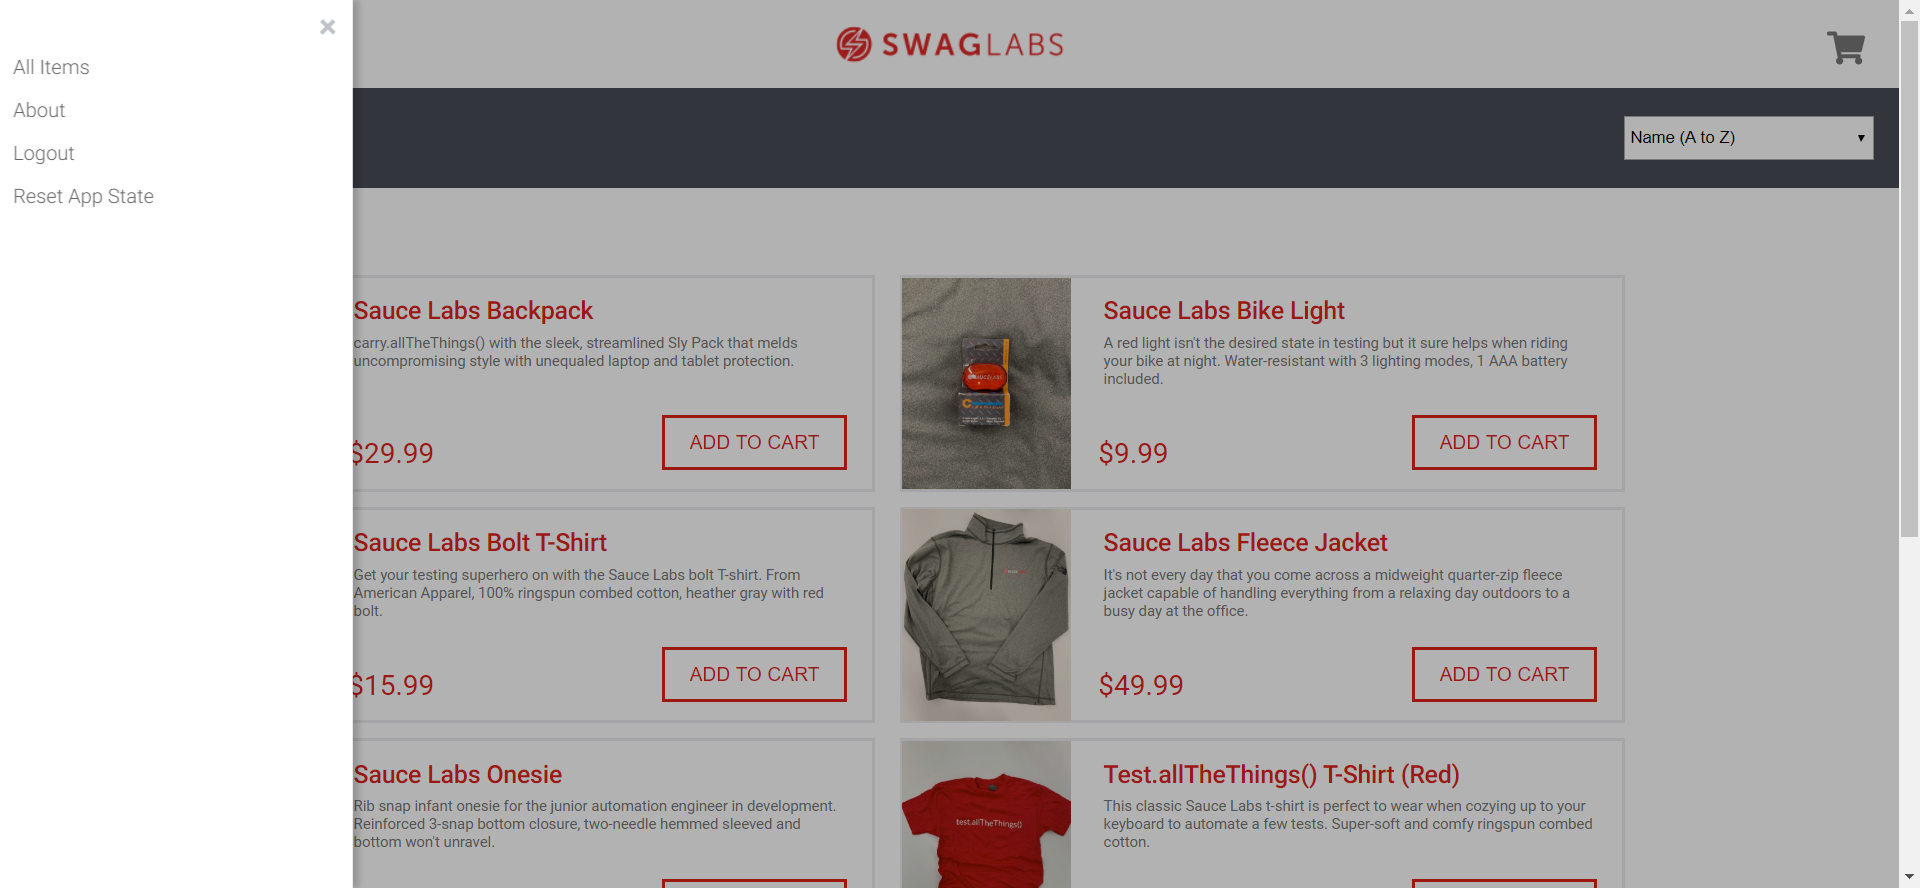 All Items
About
Logout
Reset App State
SWAGLABS
Name (A to Z)
Sauce Labs Backpack
carry.allTheThings() with the sleek, streamlined Sly Pack that melds
uncompromising style with unequaled laptop and tablet protection.
$29.99
ADD TO CART
Sauce Labs Bike Light
A red light isn't the desired state in testing but it sure helps when riding
your bike at night. Water-resistant with 3 lighting modes, 1 AAA battery
included.
$9.99
ADD TO CART
Sauce Labs Bolt T-Shirt
Get your testing superhero on with the Sauce Labs bolt T-shirt. From
American Apparel, 100% ringspun combed cotton, heather gray with red
bolt.
$15.99
ADD TO CART
Sauce Labs Fleece Jacket
It's not every day that you come across a midweight quarter-zip fleece
jacket capable of handling everything from a relaxing day outdoors to a
busy day at the office.
$49.99
ADD TO CART
Sauce Labs Onesie
Rib snap infant onesie for the junior automation engineer in development.
Reinforced 3-snap bottom closure, two-needle hemmed sleeved and
bottom won't unravel.
test.allTheThings()
Test.allTheThings() T-Shirt (Red)
This classic Sauce Labs t-shirt is perfect to wear when cozying up to your
keyboard to automate a few tests. Super-soft and comfy ringspun combed
cotton.